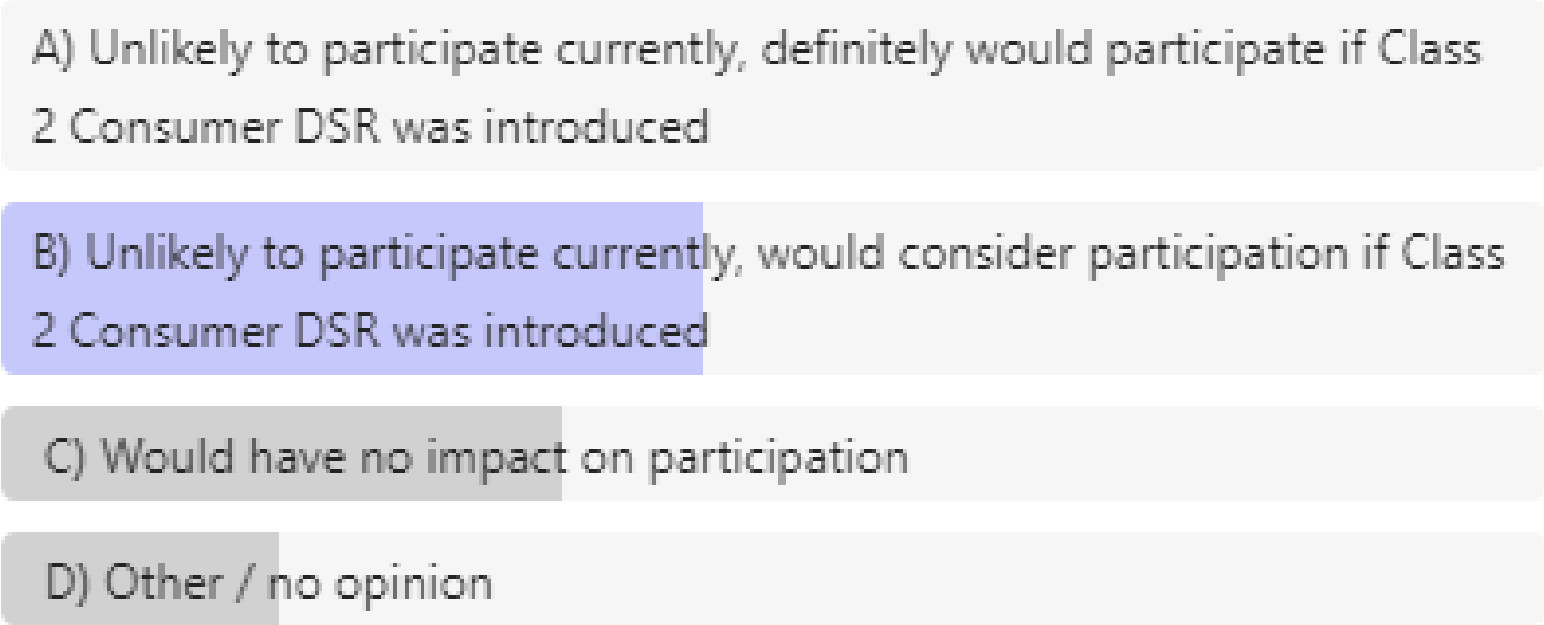 A) Unlikely to participate currently, definitely would participate if Class
2 Consumer DSR was introduced
B) Unlikely to participate currently, would consider participation if Class
2 Consumer DSR was introduced
C) Would have no impact on participation
D) Other / no opinion